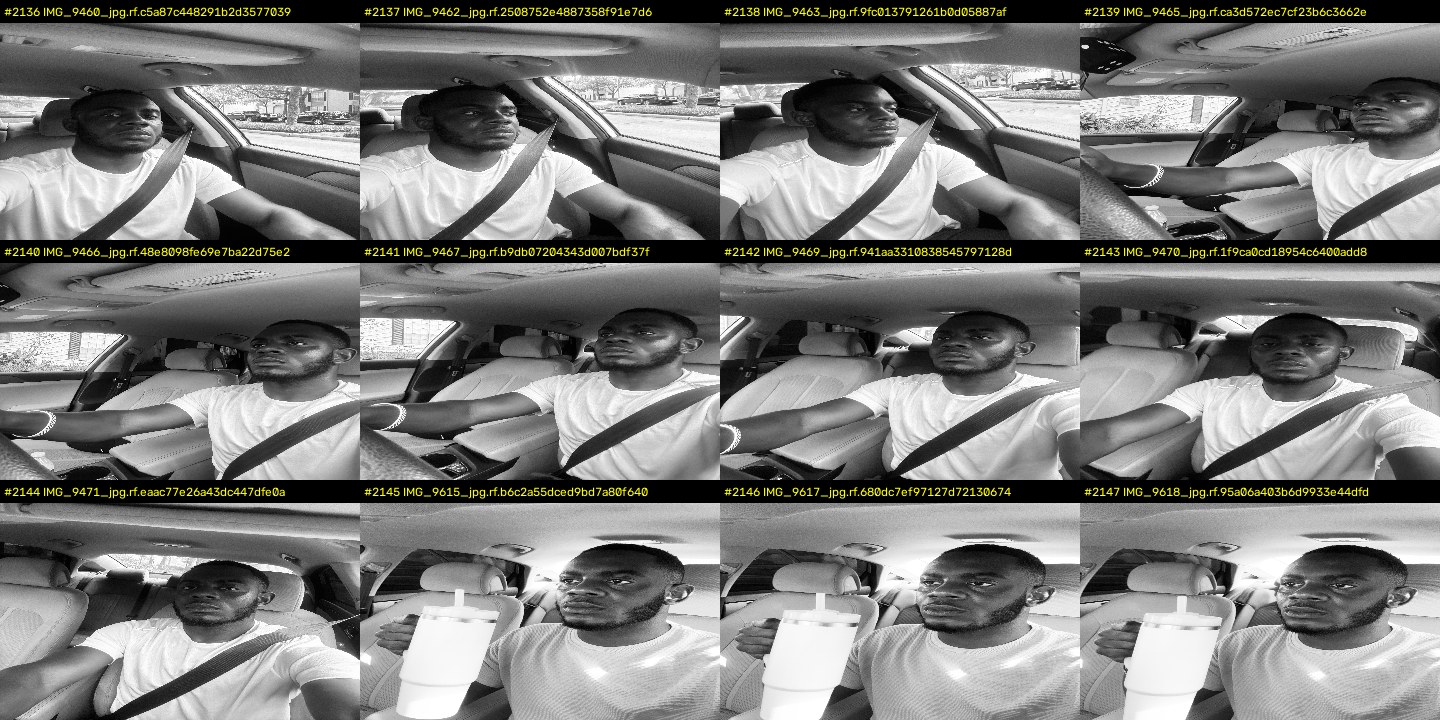 #2136 IMG_9460_jpg.rf.c5a87c448291b2d3577039
#2137 IMG_9462_jpg.rf.2508752e4887358f91e7d6
#2138 IMG_9463_jpg.rf.9fc013791261b0d05887af
#2139 IMG_9465_jpg.rf.ca3d572ec7cf23b6c3662e
#2140 IMG_9466_jpg.rf.48e8098fe69e7ba22d75e2
#2141 IMG_9467_jpg.rf.b9db07204343d007bdf37f
#2142 IMG_9469_jpg.rf.941aa3310838545797128d
#2143 IMG_9470_jpg.rf.1f9ca0cd18954c6400add8
#2144 IMG_9471_jpg.rf.eaac77e26a43dc447dfe0a
#2145 IMG_9615_jpg.rf.b6c2a55dced9bd7a80f640
#2146 IMG_9617_jpg.rf.680dc7ef97127d72130674
#2147 IMG_9618_jpg.rf.95a06a403b6d9933e44dfd